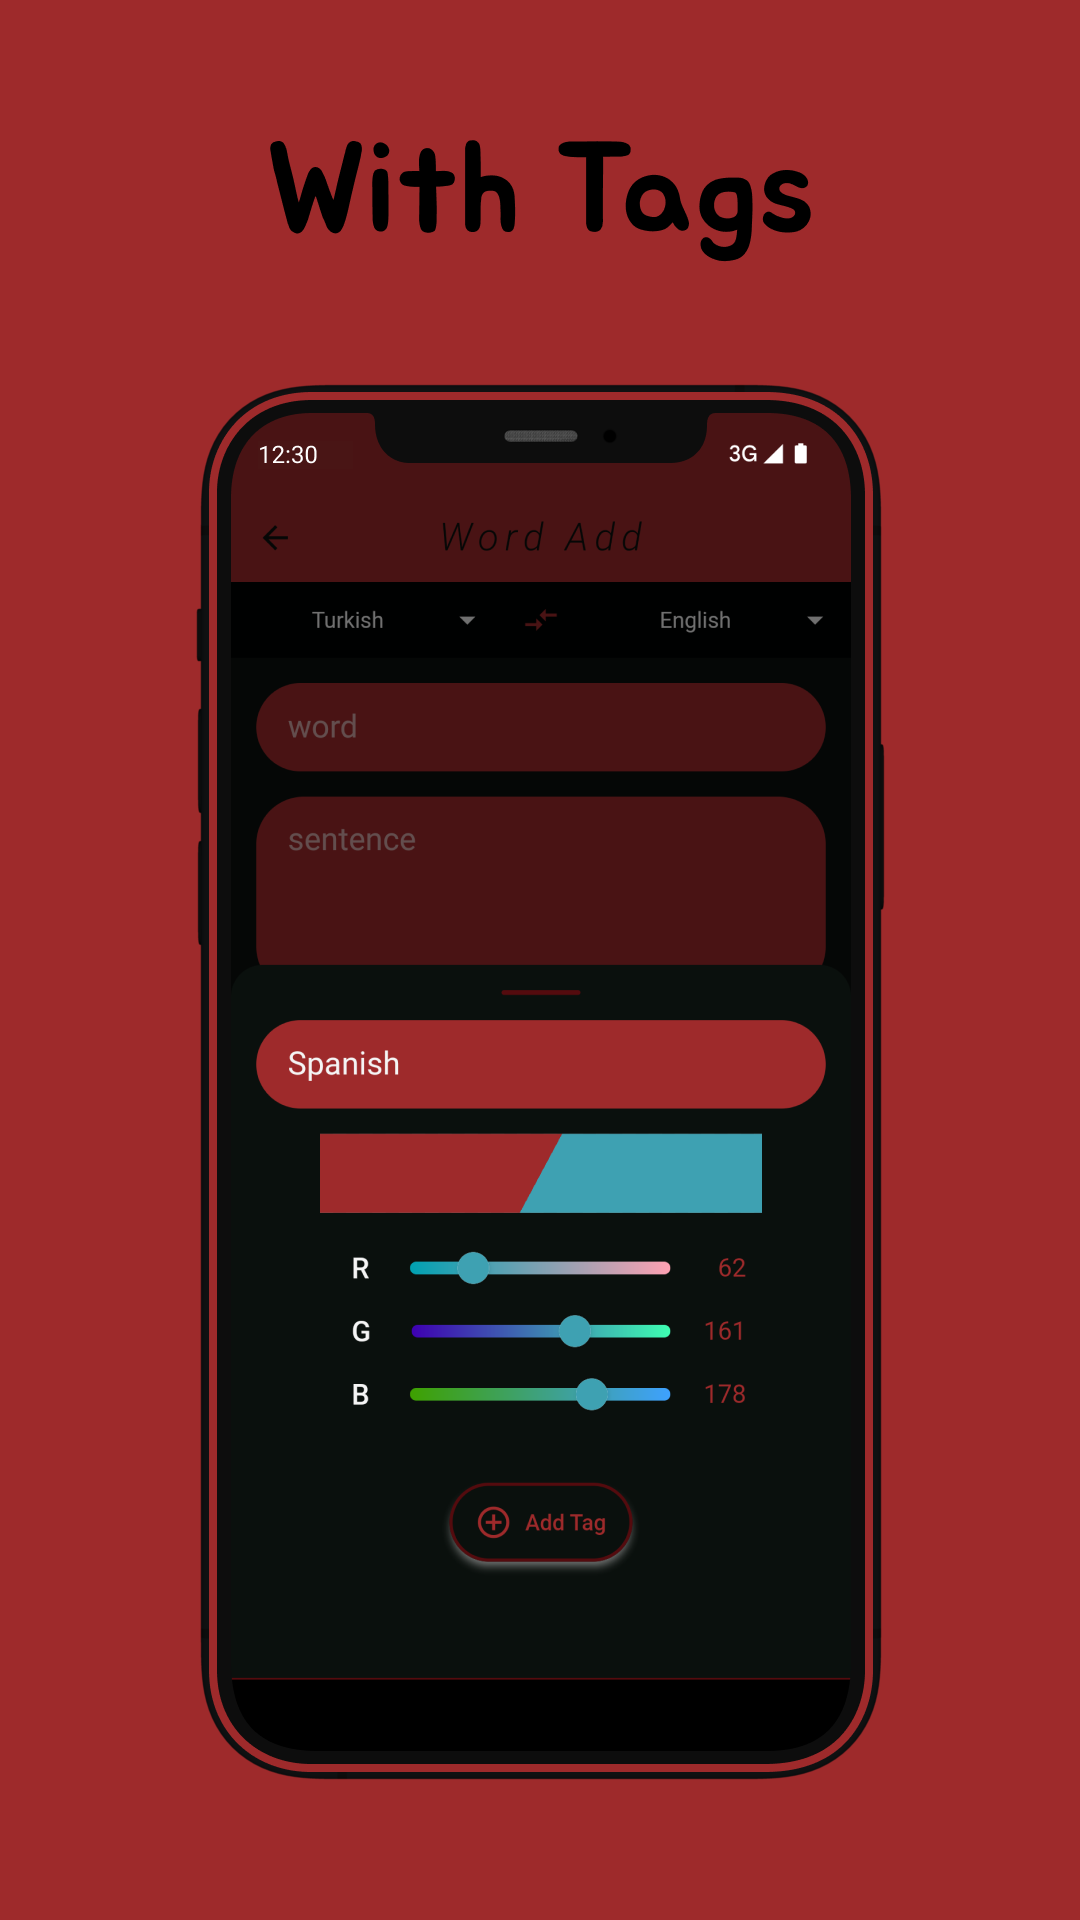 With Tags
12:30 3G
Word Add
Turkish English
word
sentence
Spanish
R 62
G 161
B 178
Add Tag